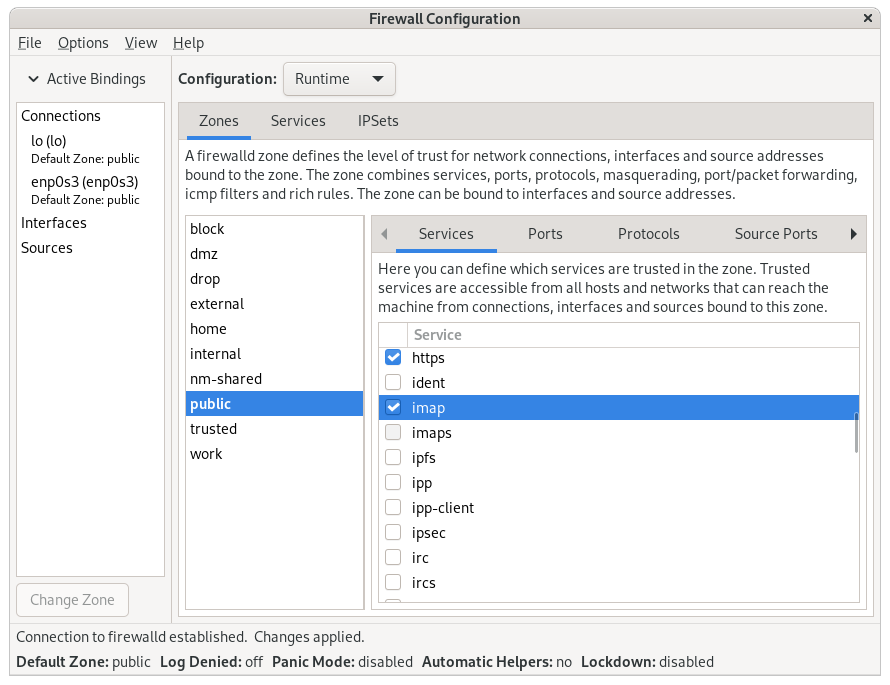 Firewall Configuration
File Options View Help
Active Bindings
Configuration: Runtime
Connections
lo (lo)
Default Zone: public
enp0s3 (enp0s3)
Default Zone: public
Interfaces
Sources
Change Zone
Zones Services IPSets
A firewalld zone defines the level of trust for network connections, interfaces and source addresses
bound to the zone. The zone combines services, ports, protocols, masquerading, port/packet forwarding,
icmp filters and rich rules. The zone can be bound to interfaces and source addresses.
block
dmz
drop
external
home
internal
nm-shared
public
trusted
work
Services Ports Protocols Source Ports
Here you can define which services are trusted in the zone. Trusted
services are accessible from all hosts and networks that can reach the
machine from connections, interfaces and sources bound to this zone.
Service
https
ident
imap
imaps
ipfs
ipp
ipp-client
ipsec
irc
ircs
Connection to firewalld established. Changes applied.
Default Zone: public Log Denied: off Panic Mode: disabled Automatic Helpers: no Lockdown: disabled